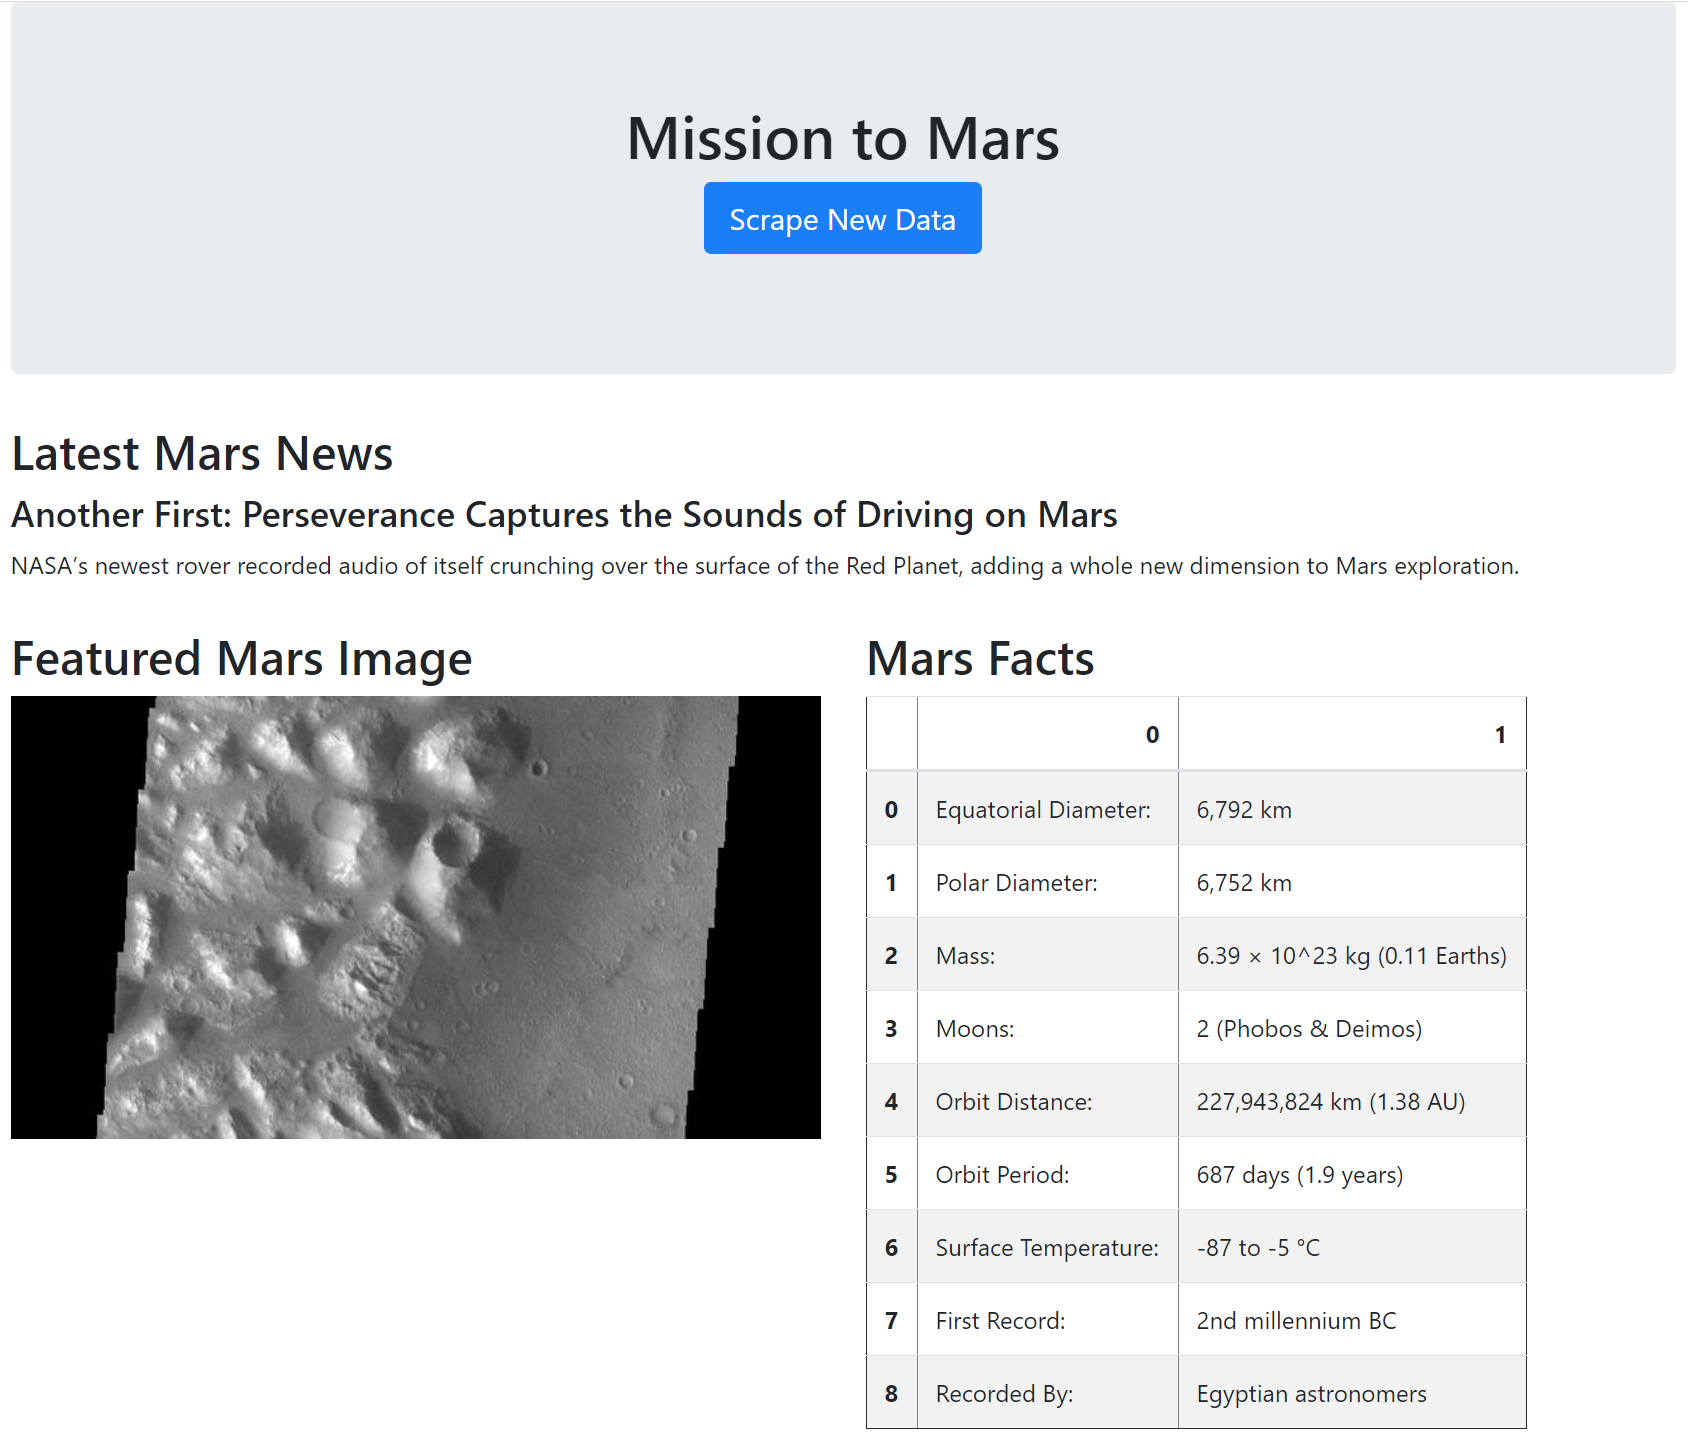 Mission to Mars
Scrape New Data
Latest Mars News
Another First: Perseverance Captures the Sounds of Driving on Mars
NASA’s newest rover recorded audio of itself crunching over the surface of the Red Planet, adding a whole new dimension to Mars exploration.
Featured Mars Image
Mars Facts
0 1
0 Equatorial Diameter: 6,792 km
1 Polar Diameter: 6,752 km
2 Mass: 6.39 × 10^23 kg (0.11 Earths)
3 Moons: 2 (Phobos & Deimos)
4 Orbit Distance: 227,943,824 km (1.38 AU)
5 Orbit Period: 687 days (1.9 years)
6 Surface Temperature: -87 to -5 °C
7 First Record: 2nd millennium BC
8 Recorded By: Egyptian astronomers